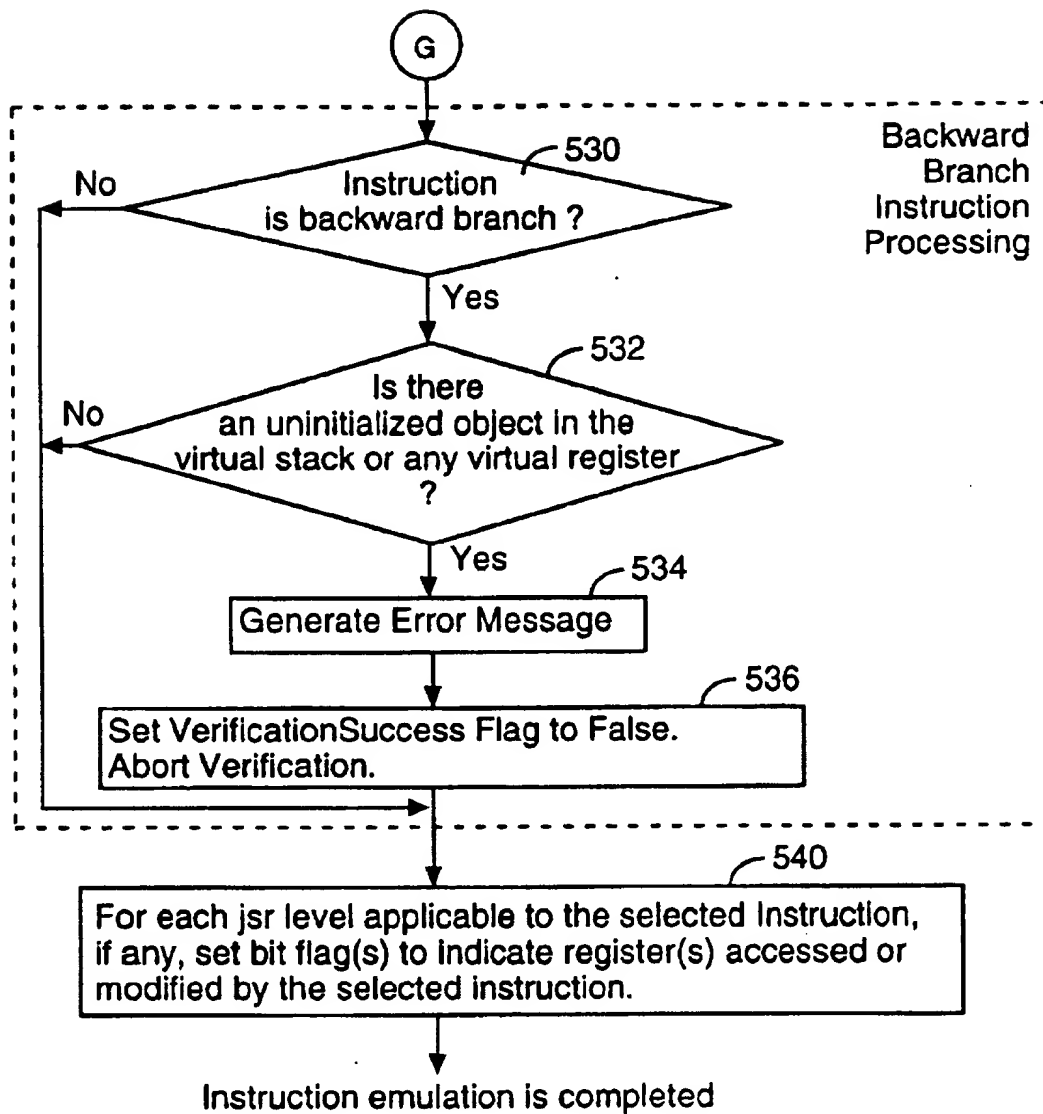 G
Backward
Branch
Instruction
Processing
530
No
Instruction
is backward branch ?
Yes
532
No
Is there
an uninitialized object in the
virtual stack or any virtual register
?
Yes
534
Generate Error Message
536
Set VerificationSuccess Flag to False.
Abort Verification.
540
For each jsr level applicable to the selected Instruction,
if any, set bit flag(s) to indicate register(s) accessed or
modified by the selected instruction.
Instruction emulation is completed